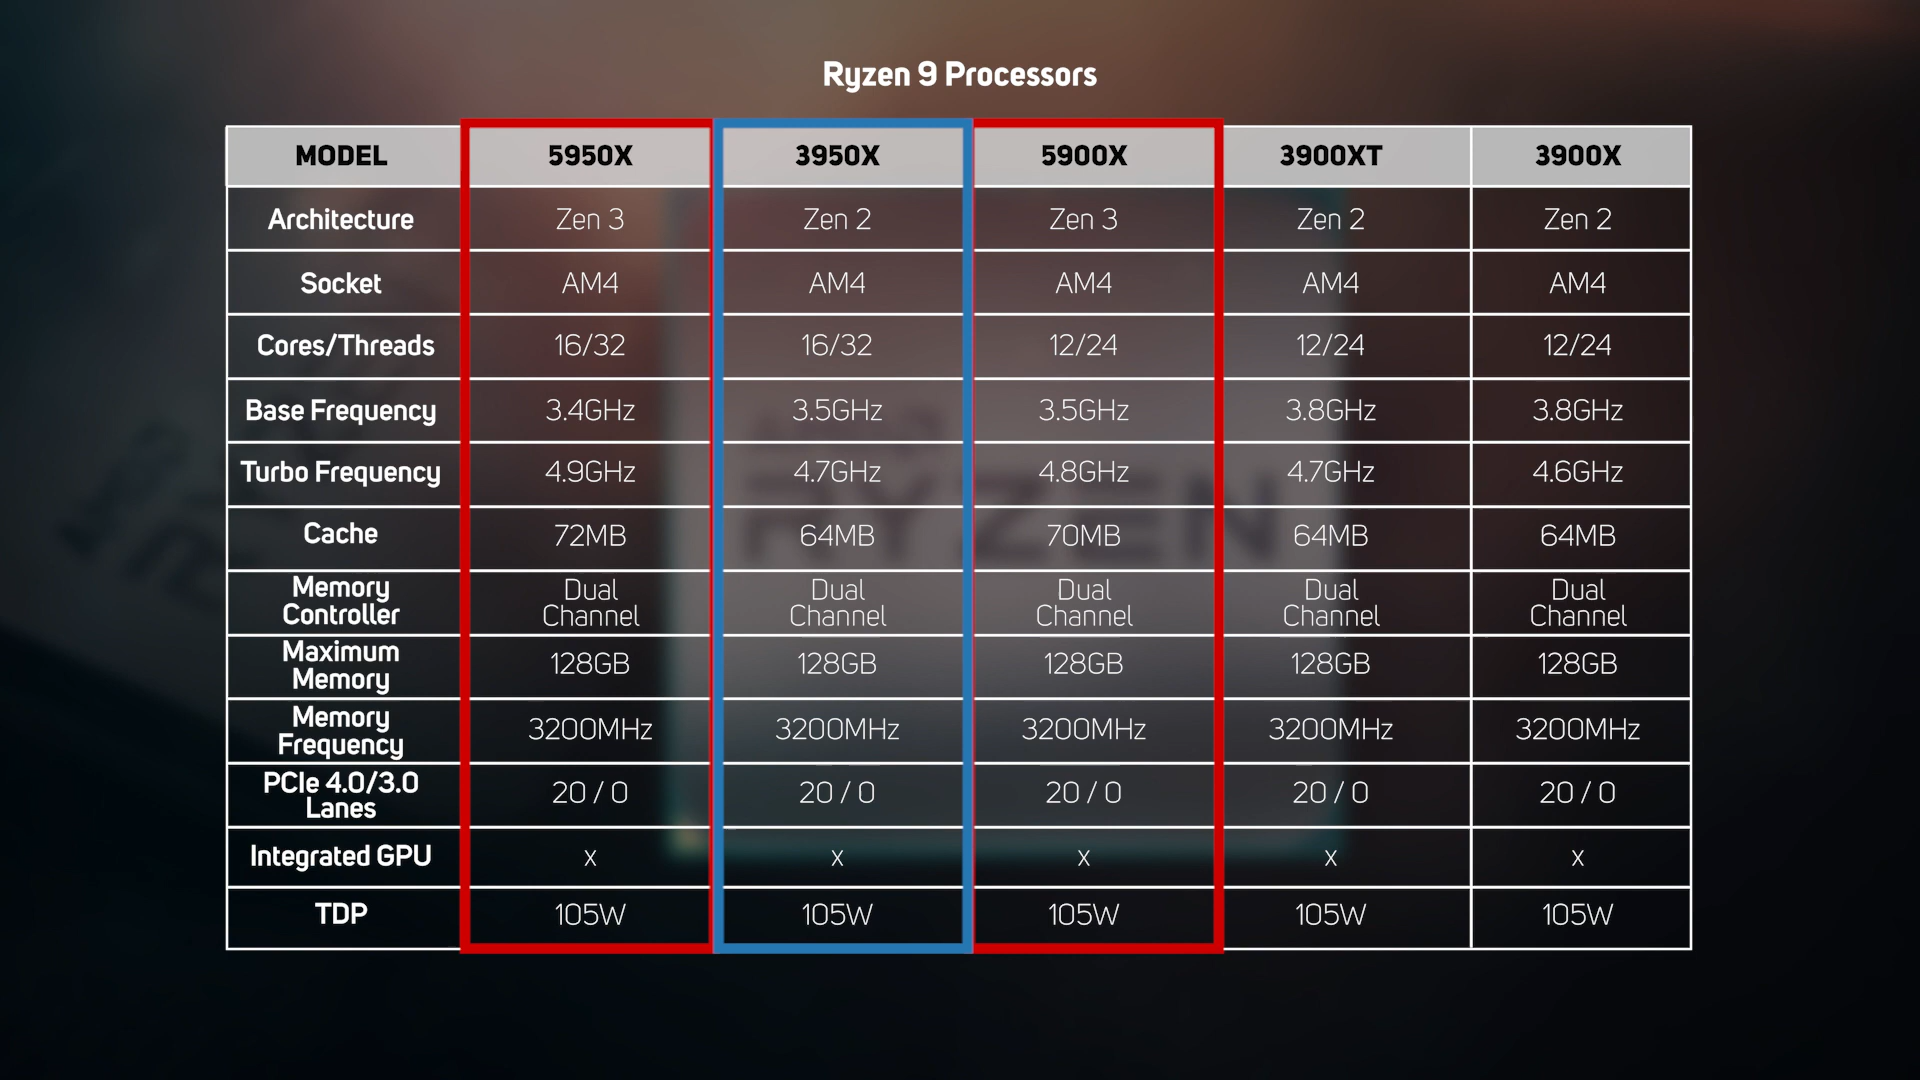 Ryzen 9 Processors
MODEL 5950X 3950X 5900X 3900XT 3900X
Architecture Zen 3 Zen 2 Zen 3 Zen 2 Zen 2
Socket AM4 AM4 AM4 AM4 AM4
Cores/Threads 16/32 16/32 12/24 12/24 12/24
Base Frequency 3.4GHz 3.5GHz 3.5GHz 3.8GHz 3.8GHz
Turbo Frequency 4.9GHz 4.7GHz 4.8GHz 4.7GHz 4.6GHz
Cache 72MB 64MB 70MB 64MB 64MB
Memory Dual Dual Dual Dual Dual
Controller Channel Channel Channel Channel Channel
Maximum
Memory 128GB 128GB 128GB 128GB 128GB
Memory
Frequency 3200MHz 3200MHz 3200MHz 3200MHz 3200MHz
PCIe 4.0/3.0
Lanes 20 / 0 20 / 0 20 / 0 20 / 0 20 / 0
Integrated GPU x x x x x
TDP 105W 105W 105W 105W 105W
RYZEN